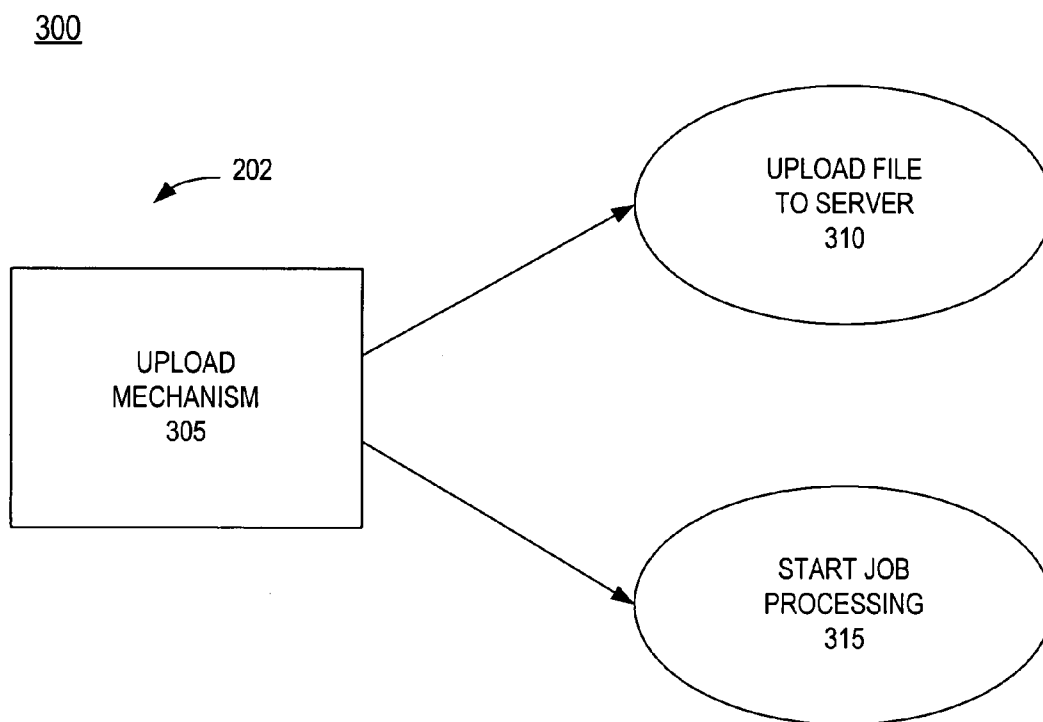 300
202
UPLOAD FILE
TO SERVER
310
UPLOAD
MECHANISM
305
START JOB
PROCESSING
315